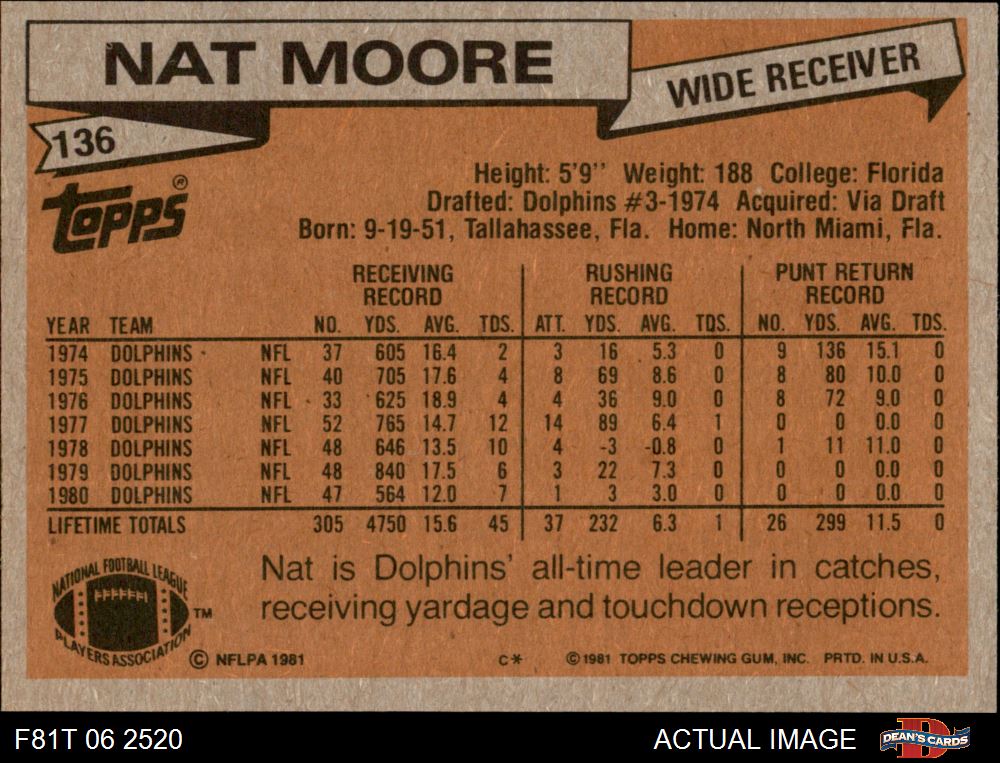 NAT MOORE
WIDE RECEIVER
136
topps®
Height: 5'9'' Weight: 188 College: Florida
Drafted: Dolphins #3-1974 Acquired: Via Draft
Born: 9-19-51, Tallahassee, Fla. Home: North Miami, Fla.
RECEIVING RECORD RUSHING RECORD PUNT RETURN RECORD
YEAR TEAM NO. YDS. AVG. TDS. ATT. YDS. AVG. TDS. NO. YDS. AVG. TDS.
1974 DOLPHINS NFL 37 605 16.4 2 3 16 5.3 0 9 136 15.1 0
1975 DOLPHINS NFL 40 705 17.6 4 8 69 8.6 0 8 80 10.0 0
1976 DOLPHINS NFL 33 625 18.9 4 4 36 9.0 0 8 72 9.0 0
1977 DOLPHINS NFL 52 765 14.7 12 14 89 6.4 1 0 0 0.0 0
1978 DOLPHINS NFL 48 646 13.5 10 4 -3 -0.8 0 1 11 11.0 0
1979 DOLPHINS NFL 48 840 17.5 6 3 22 7.3 0 0 0 0.0 0
1980 DOLPHINS NFL 47 564 12.0 7 1 3 3.0 0 0 0 0.0 0
LIFETIME TOTALS 305 4750 15.6 45 37 232 6.3 1 26 299 11.5 0
Nat is Dolphins' all-time leader in catches,
receiving yardage and touchdown receptions.
NATIONAL FOOTBALL LEAGUE
PLAYERS ASSOCIATION
TM
© NFLPA 1981 C* © 1981 TOPPS CHEWING GUM, INC. PRTD. IN U.S.A.
F81T 06 2520 ACTUAL IMAGE
D
DEAN'S CARDS